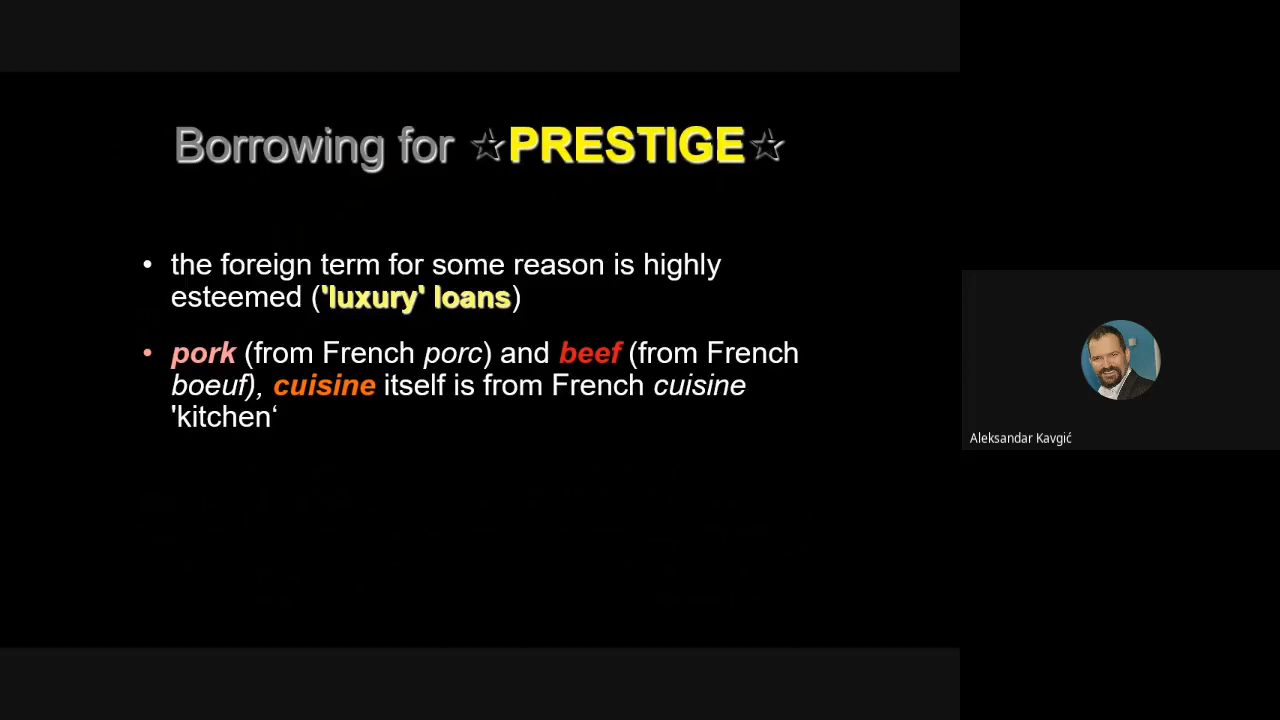 Borrowing for ☆PRESTIGE☆
• the foreign term for some reason is highly
esteemed ('luxury' loans)
• pork (from French porc) and beef (from French
boeuf), cuisine itself is from French cuisine
'kitchen‘
Aleksandar Kavgić